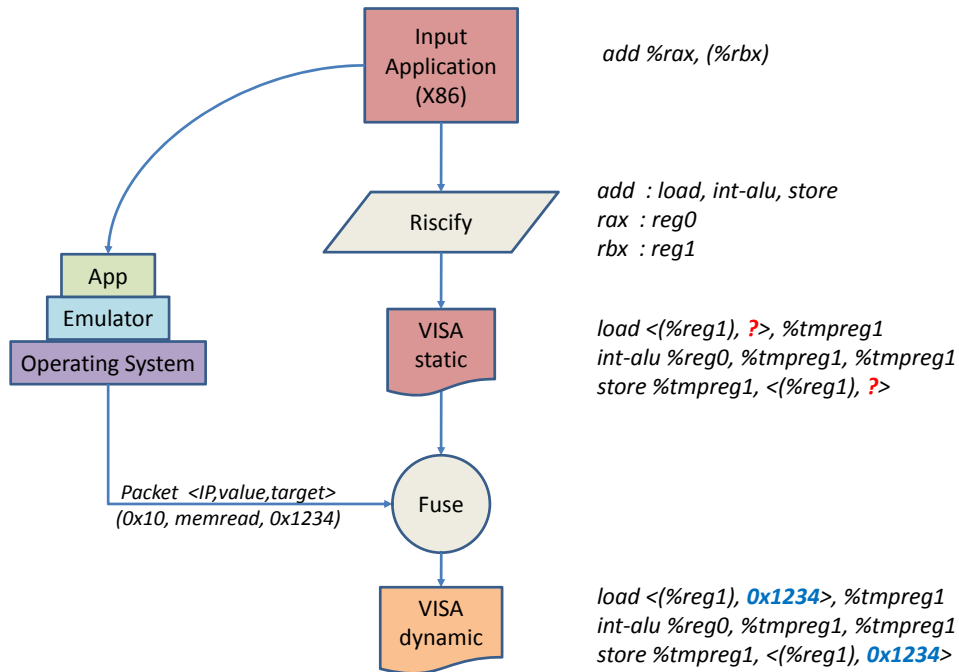 Input
Application
(X86)
add %rax, (%rbx)
Riscify
add : load, int-alu, store
rax : reg0
rbx : reg1
App
Emulator
Operating System
VISA
static
load <(%reg1), ?>, %tmpreg1
int-alu %reg0, %tmpreg1, %tmpreg1
store %tmpreg1, <(%reg1), ?>
Packet <IP,value,target>
(0x10, memread, 0x1234)
Fuse
VISA
dynamic
load <(%reg1), 0x1234>, %tmpreg1
int-alu %reg0, %tmpreg1, %tmpreg1
store %tmpreg1, <(%reg1), 0x1234>